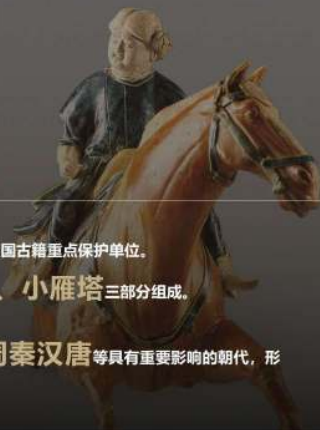 国古籍重点保护单位。
、小雁塔三部分组成。
周秦汉唐等具有重要影响的朝代，形